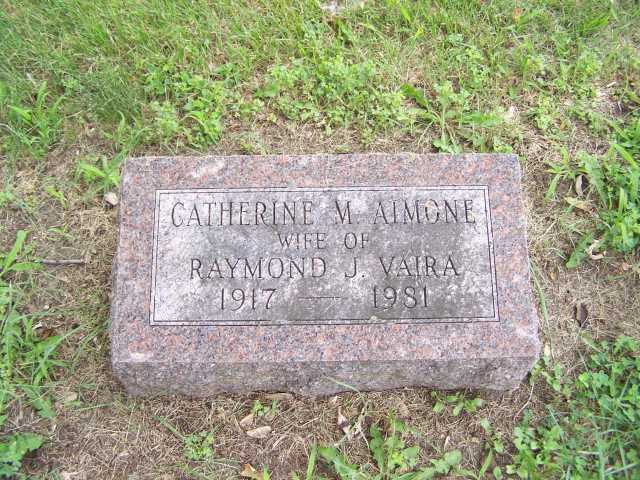 CATHERINE M. AIMONE
WIFE OF
RAYMOND J. VAIRA
1917 — 1981